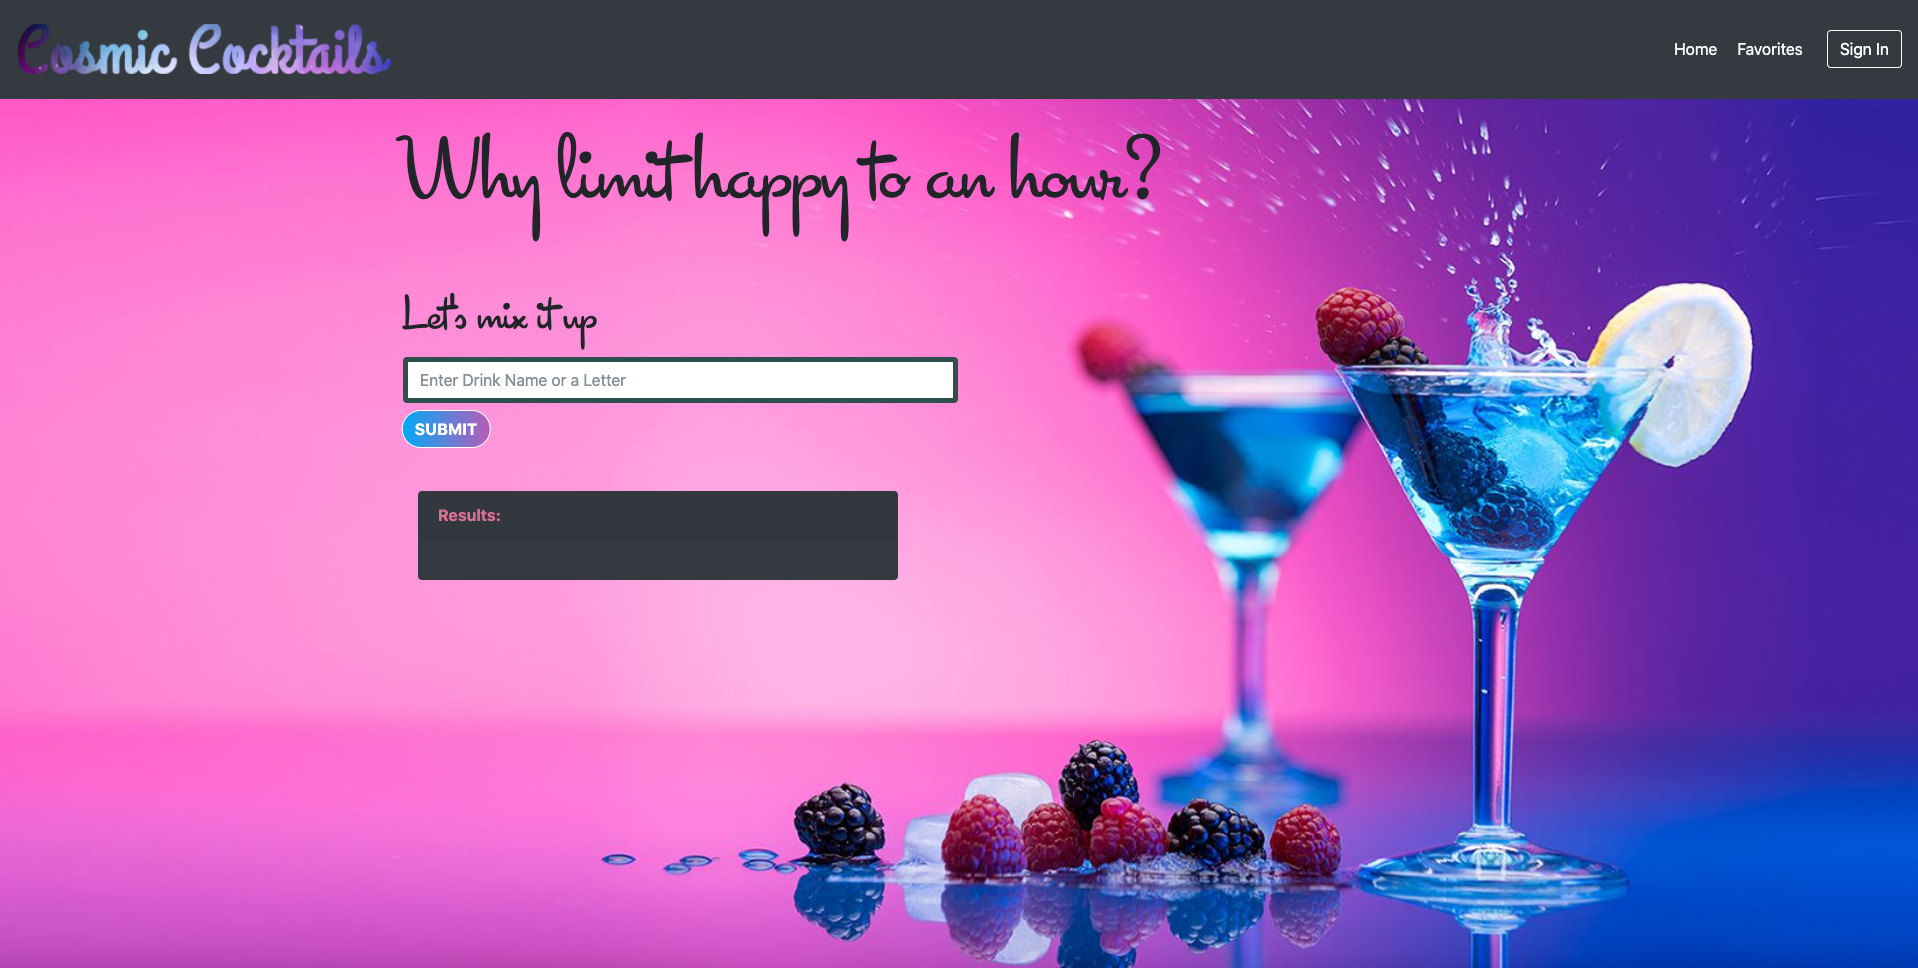 Cosmic Cocktails
Home Favorites Sign In
Why limit happy to an hour?
Let's mix it up
Enter Drink Name or a Letter
SUBMIT
Results: